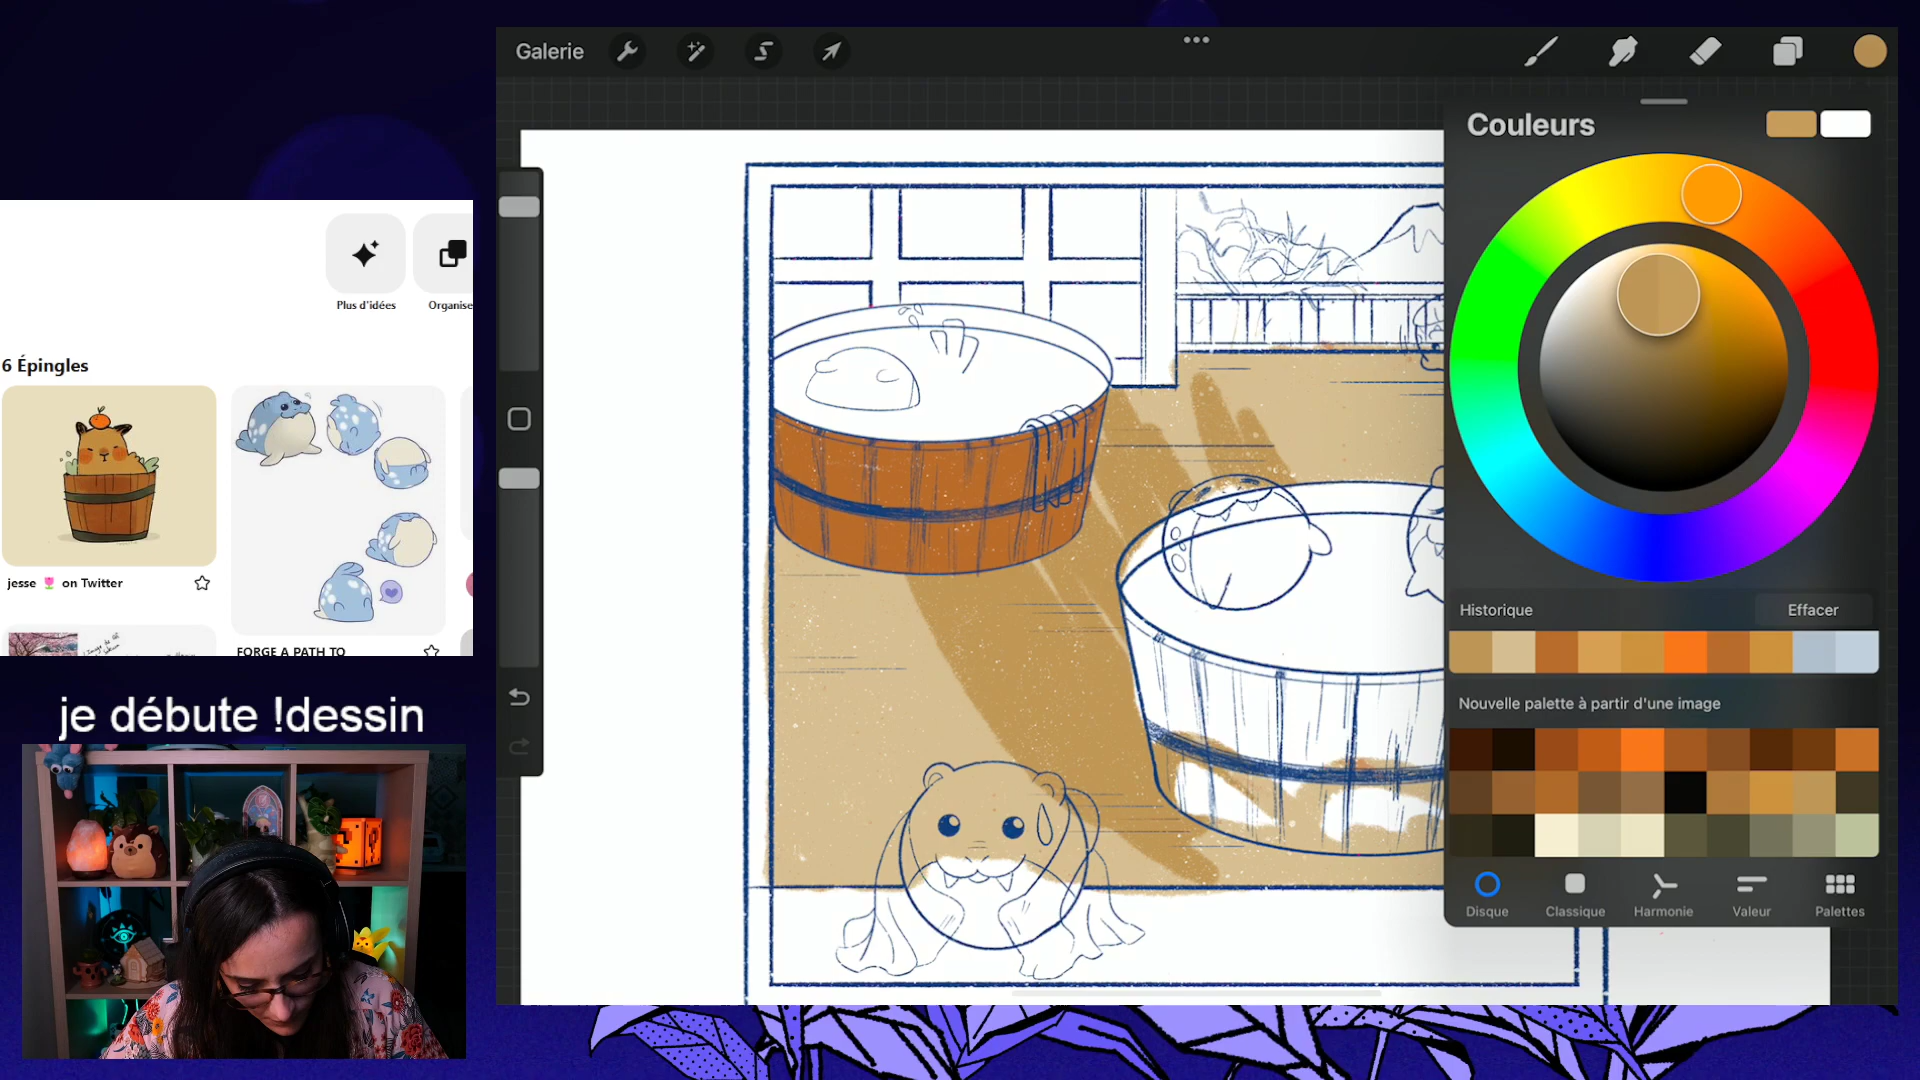 Galerie
Couleurs
Plus d'idées
Organise
6 Épingles
jesse on Twitter
FORGE A PATH TO
je débute !dessin
Historique
Effacer
Nouvelle palette à partir d'une image
Disque
Classique
Harmonie
Valeur
Palettes